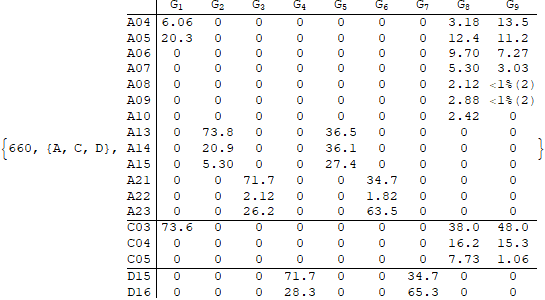 G1 G2 G3 G4 G5 G6 G7 G8 G9
A04 6.06 0 0 0 0 0 0 3.18 13.5
A05 20.3 0 0 0 0 0 0 12.4 11.2
A06 0 0 0 0 0 0 0 9.70 7.27
A07 0 0 0 0 0 0 0 5.30 3.03
A08 0 0 0 0 0 0 0 2.12 <1%(2)
A09 0 0 0 0 0 0 0 2.88 <1%(2)
A10 0 0 0 0 0 0 0 2.42 0
A13 0 73.8 0 0 36.5 0 0 0 0
{660, {A, C, D}, A14 0 20.9 0 0 36.1 0 0 0 0 }
A15 0 5.30 0 0 27.4 0 0 0 0
A21 0 0 71.7 0 0 34.7 0 0 0
A22 0 0 2.12 0 0 1.82 0 0 0
A23 0 0 26.2 0 0 63.5 0 0 0
C03 73.6 0 0 0 0 0 0 38.0 48.0
C04 0 0 0 0 0 0 0 16.2 15.3
C05 0 0 0 0 0 0 0 7.73 1.06
D15 0 0 0 71.7 0 0 34.7 0 0
D16 0 0 0 28.3 0 0 65.3 0 0